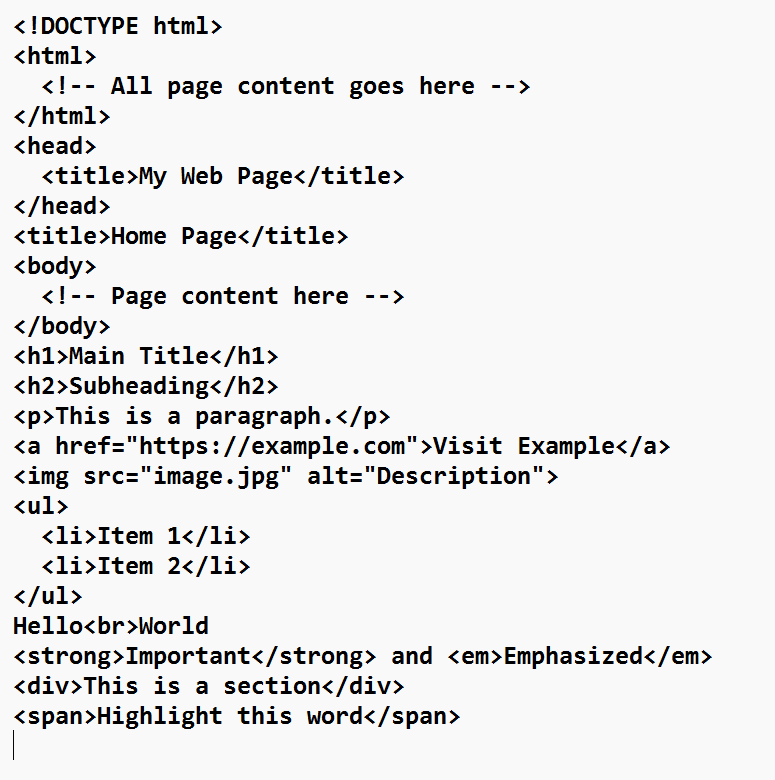 <!DOCTYPE html>
<html>
  <!-- All page content goes here -->
</html>
<head>
  <title>My Web Page</title>
</head>
<title>Home Page</title>
<body>
  <!-- Page content here -->
</body>
<h1>Main Title</h1>
<h2>Subheading</h2>
<p>This is a paragraph.</p>
<a href="https://example.com">Visit Example</a>
<img src="image.jpg" alt="Description">
<ul>
  <li>Item 1</li>
  <li>Item 2</li>
</ul>
Hello<br>World
<strong>Important</strong> and <em>Emphasized</em>
<div>This is a section</div>
<span>Highlight this word</span>